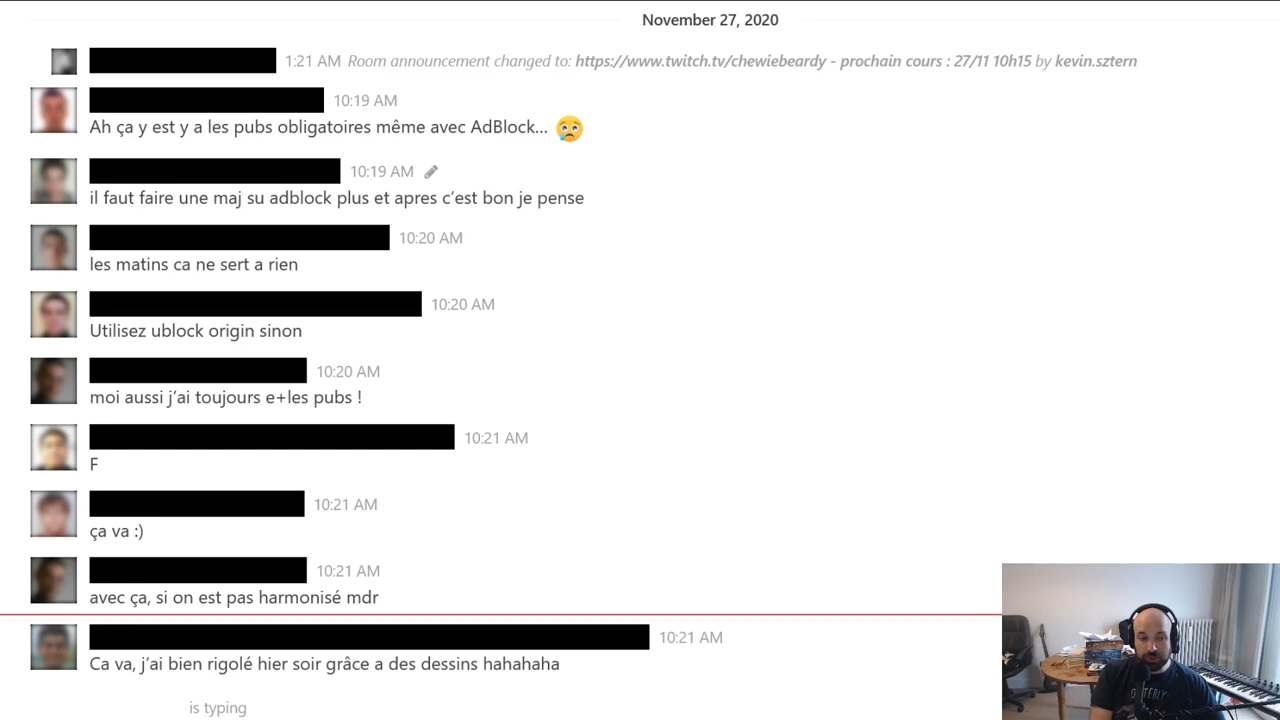 November 27, 2020
1:21 AM Room announcement changed to: https://www.twitch.tv/chewiebeardy - prochain cours : 27/11 10h15 by kevin.sztern
10:19 AM
Ah ça y est y a les pubs obligatoires même avec AdBlock...
10:19 AM
il faut faire une maj su adblock plus et apres c’est bon je pense
10:20 AM
les matins ca ne sert a rien
10:20 AM
Utilisez ublock origin sinon
10:20 AM
moi aussi j’ai toujours e+les pubs !
10:21 AM
F
10:21 AM
ça va :)
10:21 AM
avec ça, si on est pas harmonisé mdr
10:21 AM
Ca va, j’ai bien rigolé hier soir grâce a des dessins hahahaha
is typing